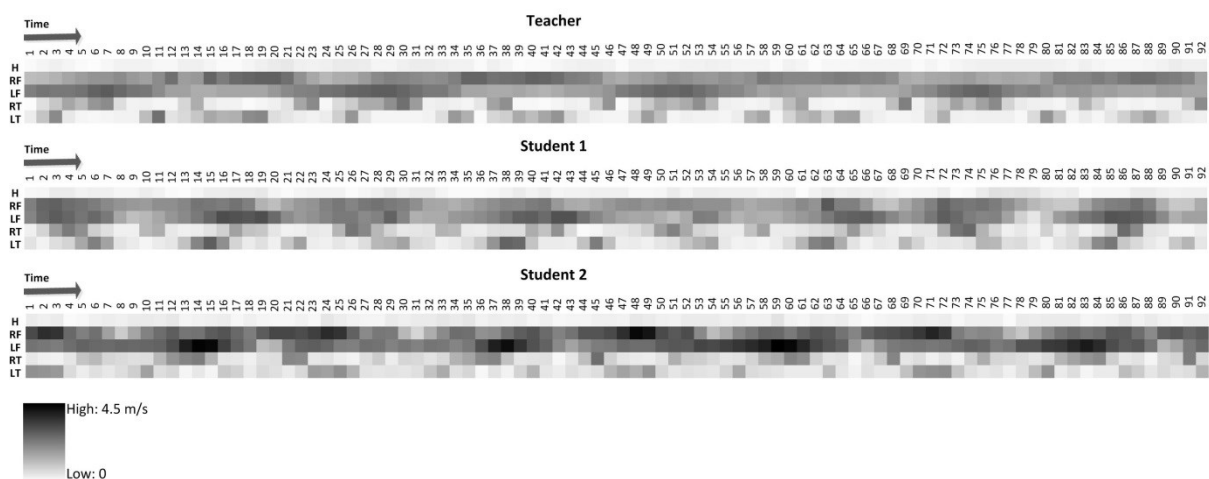 Teacher
Time
1 2 3 4 5 6 7 8 9 10 11 12 13 14 15 16 17 18 19 20 21 22 23 24 25 26 27 28 29 30 31 32 33 34 35 36 37 38 39 40 41 42 43 44 45 46 47 48 49 50 51 52 53 54 55 56 57 58 59 60 61 62 63 64 65 66 67 68 69 70 71 72 73 74 75 76 77 78 79 80 81 82 83 84 85 86 87 88 89 90 91 92
H
RF
LF
RT
LT
Student 1
Time
1 2 3 4 5 6 7 8 9 10 11 12 13 14 15 16 17 18 19 20 21 22 23 24 25 26 27 28 29 30 31 32 33 34 35 36 37 38 39 40 41 42 43 44 45 46 47 48 49 50 51 52 53 54 55 56 57 58 59 60 61 62 63 64 65 66 67 68 69 70 71 72 73 74 75 76 77 78 79 80 81 82 83 84 85 86 87 88 89 90 91 92
H
RF
LF
RT
LT
Student 2
Time
1 2 3 4 5 6 7 8 9 10 11 12 13 14 15 16 17 18 19 20 21 22 23 24 25 26 27 28 29 30 31 32 33 34 35 36 37 38 39 40 41 42 43 44 45 46 47 48 49 50 51 52 53 54 55 56 57 58 59 60 61 62 63 64 65 66 67 68 69 70 71 72 73 74 75 76 77 78 79 80 81 82 83 84 85 86 87 88 89 90 91 92
H
RF
LF
RT
LT
High: 4.5 m/s
Low: 0